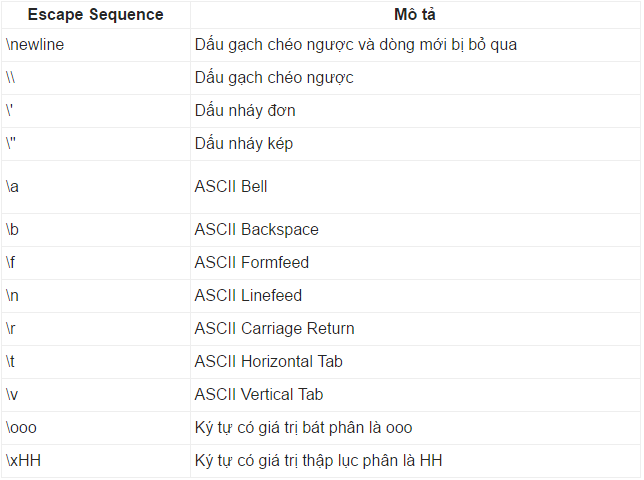 Escape Sequence Mô tả
\newline Dấu gạch chéo ngược và dòng mới bị bỏ qua
\\ Dấu gạch chéo ngược
\' Dấu nháy đơn
\" Dấu nháy kép
\a ASCII Bell
\b ASCII Backspace
\f ASCII Formfeed
\n ASCII Linefeed
\r ASCII Carriage Return
\t ASCII Horizontal Tab
\v ASCII Vertical Tab
\ooo Ký tự có giá trị bát phân là ooo
\xHH Ký tự có giá trị thập lục phân là HH